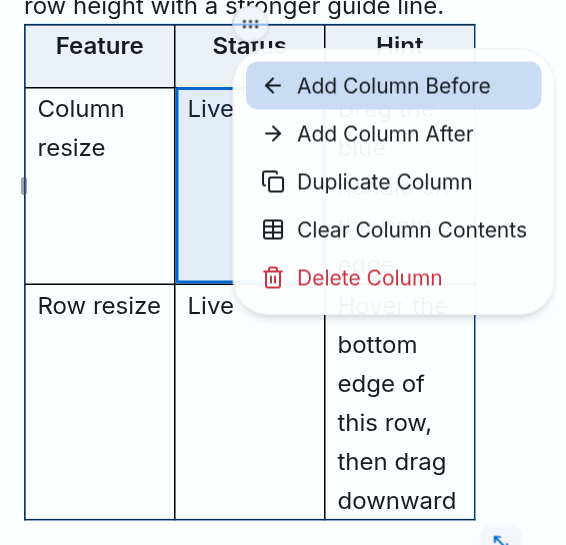 row height with a stronger guide line.
Feature Status Hint
Add Column Before
Column Live Drag the
Add Column After
resize blue
Duplicate Column
Clear Column Contents
edge.
Delete Column
Row resize Live Hover the
bottom
edge of
this row,
then drag
downward